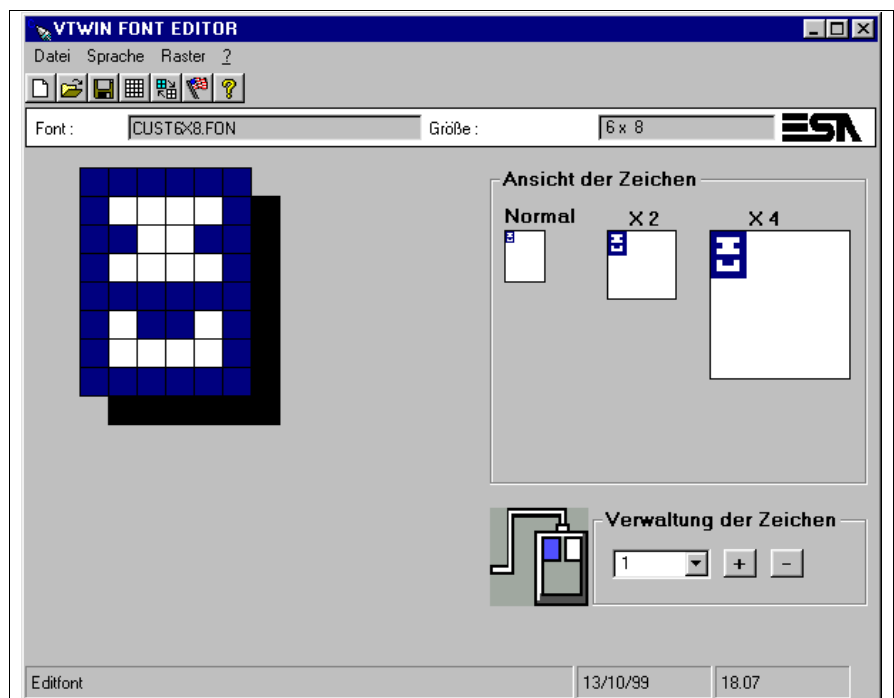 VTWIN FONT EDITOR
Datei Sprache Raster ?
Font : CUST6X8.FON Größe : 6 x 8 ESA
Ansicht der Zeichen
Normal X 2 X 4
Verwaltung der Zeichen
1 + -
Editfont 13/10/99 18.07